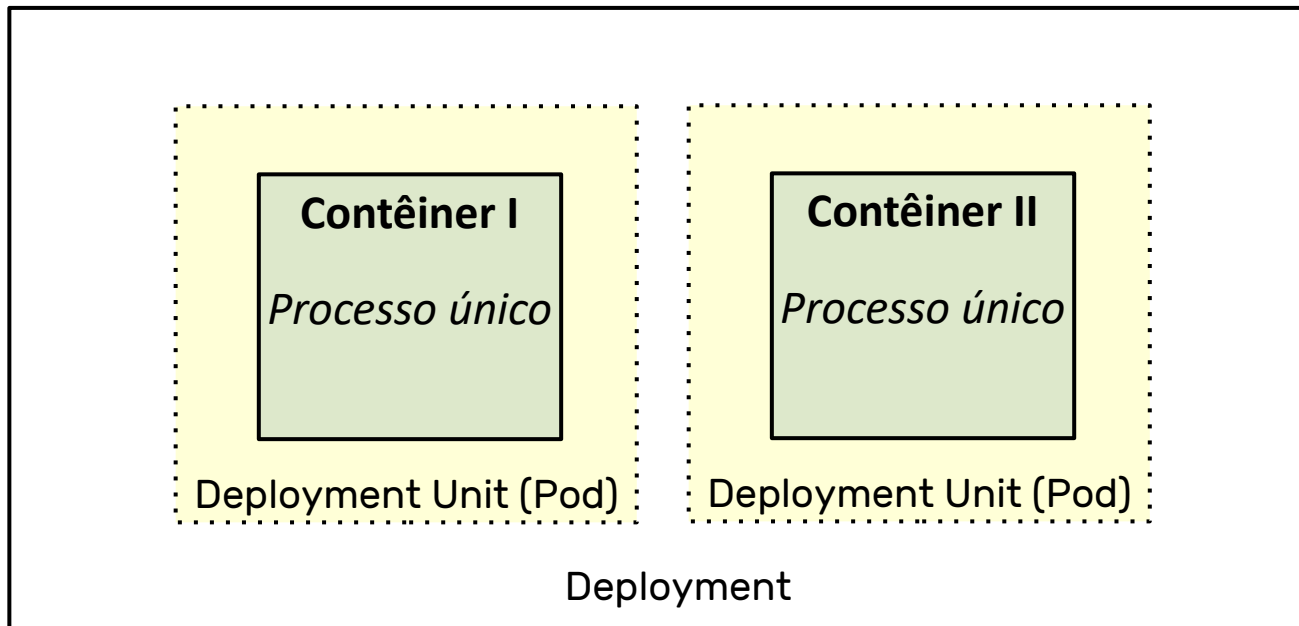 Contêiner I
Processo único
Deployment Unit (Pod)
Contêiner II
Processo único
Deployment Unit (Pod)
Deployment